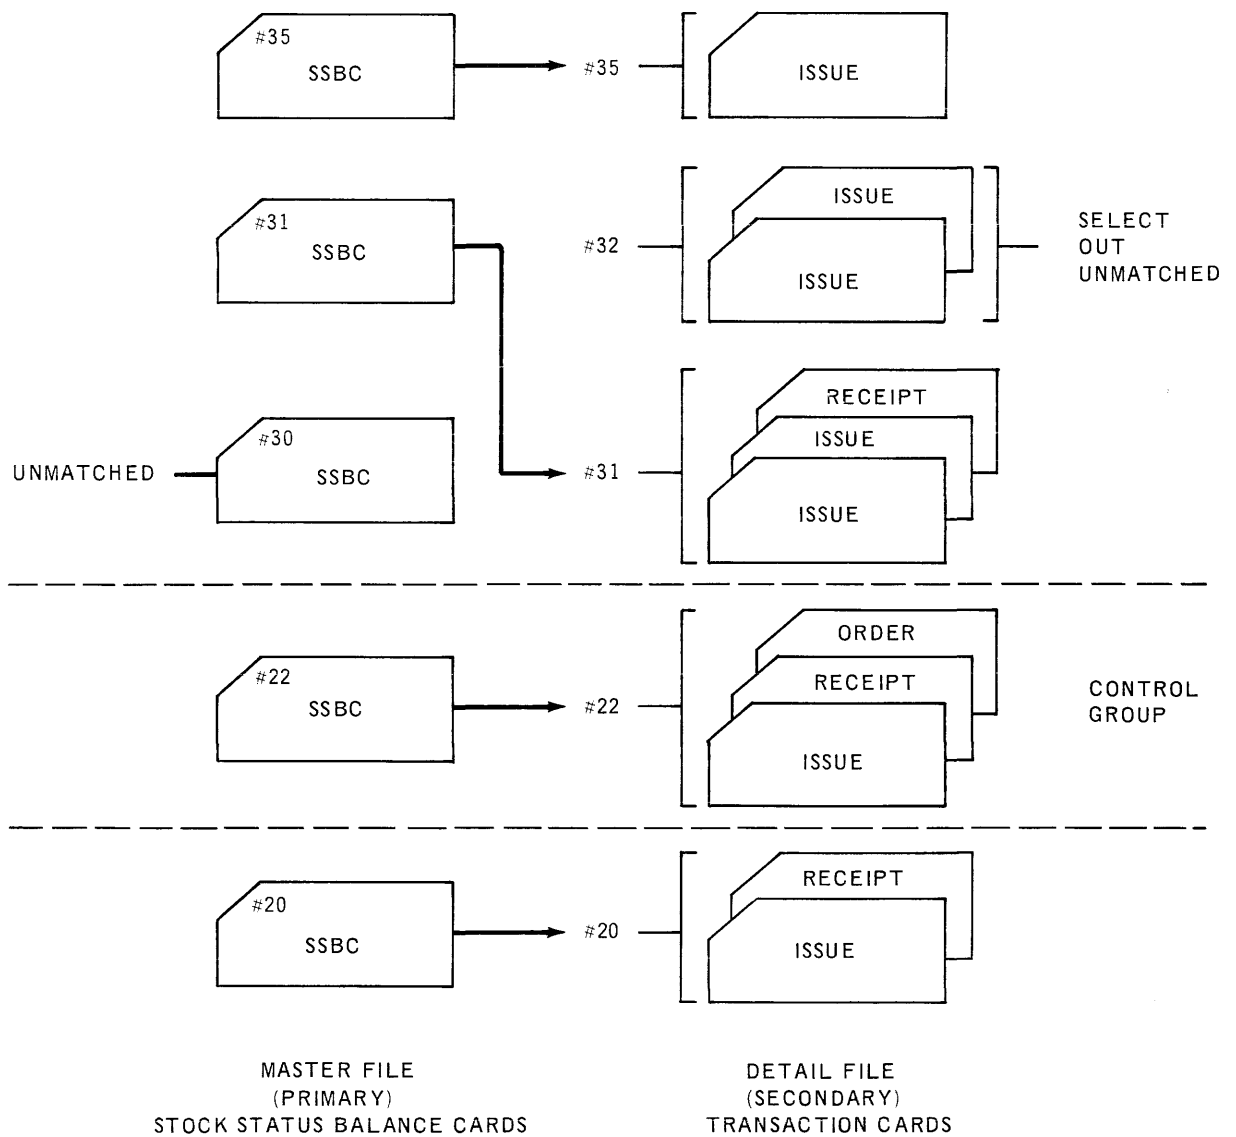 #35
SSBC
#35
ISSUE
#31
SSBC
#32
ISSUE
ISSUE
SELECT
OUT
UNMATCHED
UNMATCHED
#30
SSBC
#31
RECEIPT
ISSUE
ISSUE
#22
SSBC
#22
ORDER
RECEIPT
ISSUE
CONTROL
GROUP
#20
SSBC
#20
RECEIPT
ISSUE
MASTER FILE
(PRIMARY)
STOCK STATUS BALANCE CARDS
DETAIL FILE
(SECONDARY)
TRANSACTION CARDS